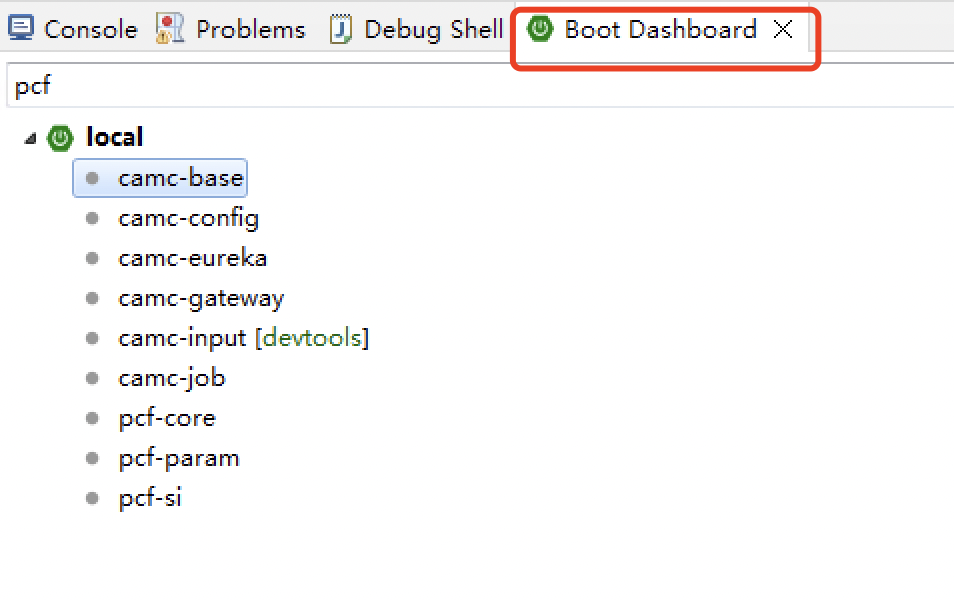 Console Problems Debug Shell Boot Dashboard
pcf
local
camc-base
camc-config
camc-eureka
camc-gateway
camc-input [devtools]
camc-job
pcf-core
pcf-param
pcf-si